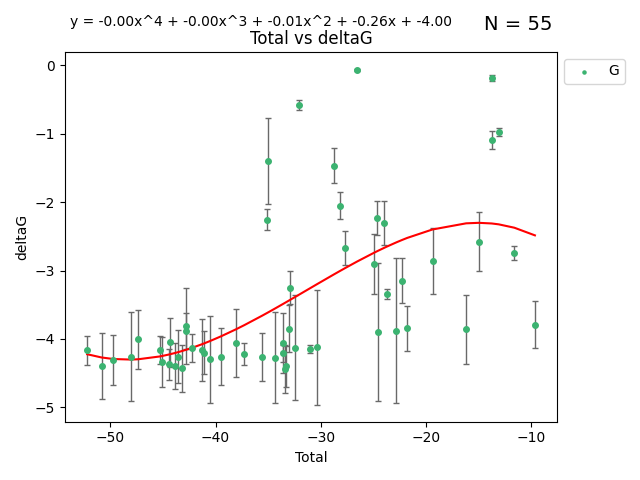 y = -0.00x^4 + -0.00x^3 + -0.01x^2 + -0.26x + -4.00
N = 55
Total vs deltaG
G
deltaG
0
−1
−2
−3
−4
−5
−50
−40
−30
−20
−10
Total